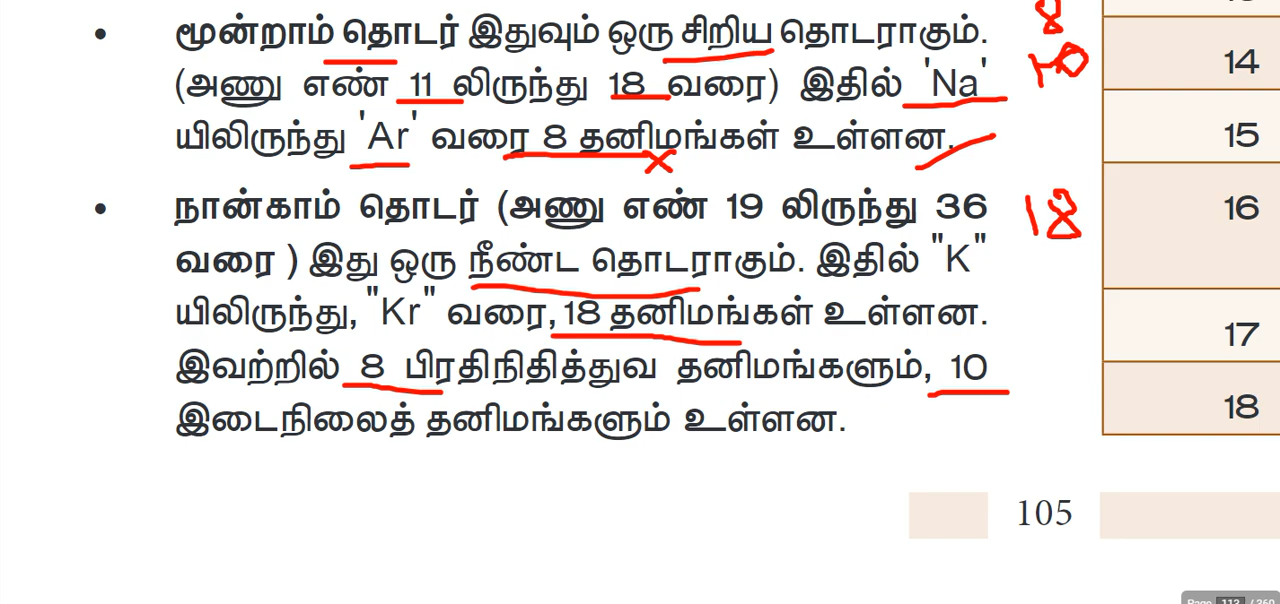 • மூன்றாம் தொடர் இதுவும் ஒரு சிறிய தொடராகும்.
(அணு எண் 11 லிருந்து 18 வரை) இதில் 'Na'
யிலிருந்து 'Ar' வரை 8 தனிமங்கள் உள்ளன.
• நான்காம் தொடர் (அணு எண் 19 லிருந்து 36
வரை ) இது ஒரு நீண்ட தொடராகும். இதில் "K"
யிலிருந்து, "Kr" வரை, 18 தனிமங்கள் உள்ளன.
இவற்றில் 8 பிரதிநிதித்துவ தனிமங்களும், 10
இடைநிலைத் தனிமங்களும் உள்ளன.
8
18
14
15
16
17
18
105
Page 113 / 260